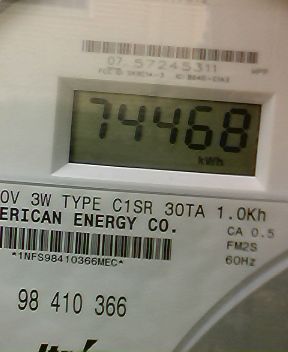 07 57245311
74468
kWh
0V 3W TYPE C1SR 30TA 1.0Kh
ERICAN ENERGY CO.
CA 0.5
FM2S
60Hz
*1NFS98410366MEC*
98 410 366